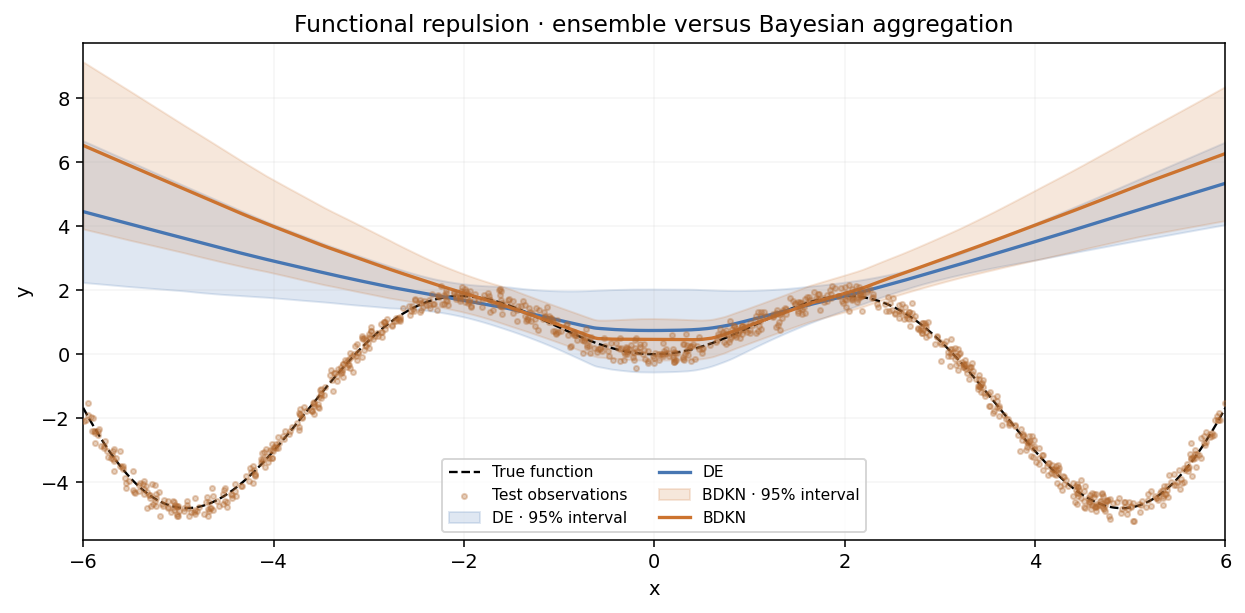 Functional repulsion · ensemble versus Bayesian aggregation
y
8
6
4
2
0
−2
−4
True function
Test observations
DE · 95% interval
DE
BDKN · 95% interval
BDKN
−6
−4
−2
0
2
4
6
x